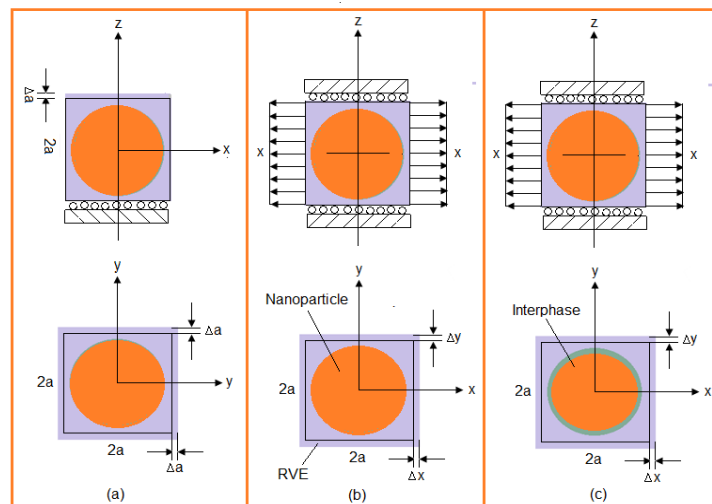 z
Δa
2a
x
y
Δa
2a
y
2a
Δa
(a)
z
x
x
y
Nanoparticle
Δy
2a
x
2a
RVE
Δx
(b)
z
x
x
y
Interphase
Δy
2a
x
2a
Δx
(c)